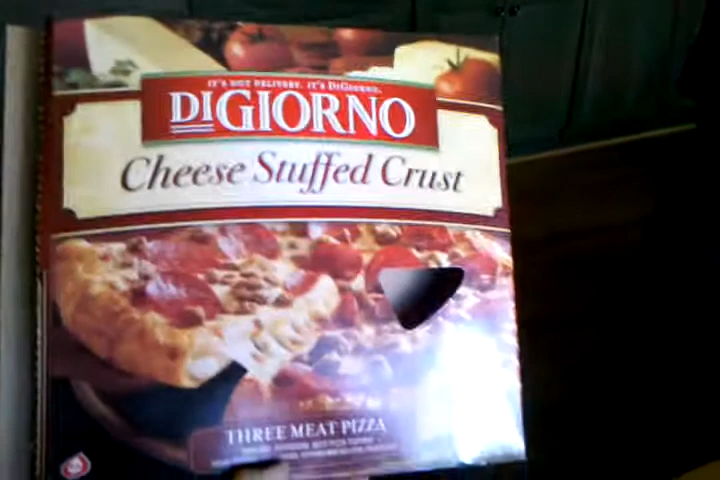 IT'S NOT DELIVERY. IT'S DIGIORNO.
DIGIORNO
Cheese Stuffed Crust
THREE MEAT PIZZA